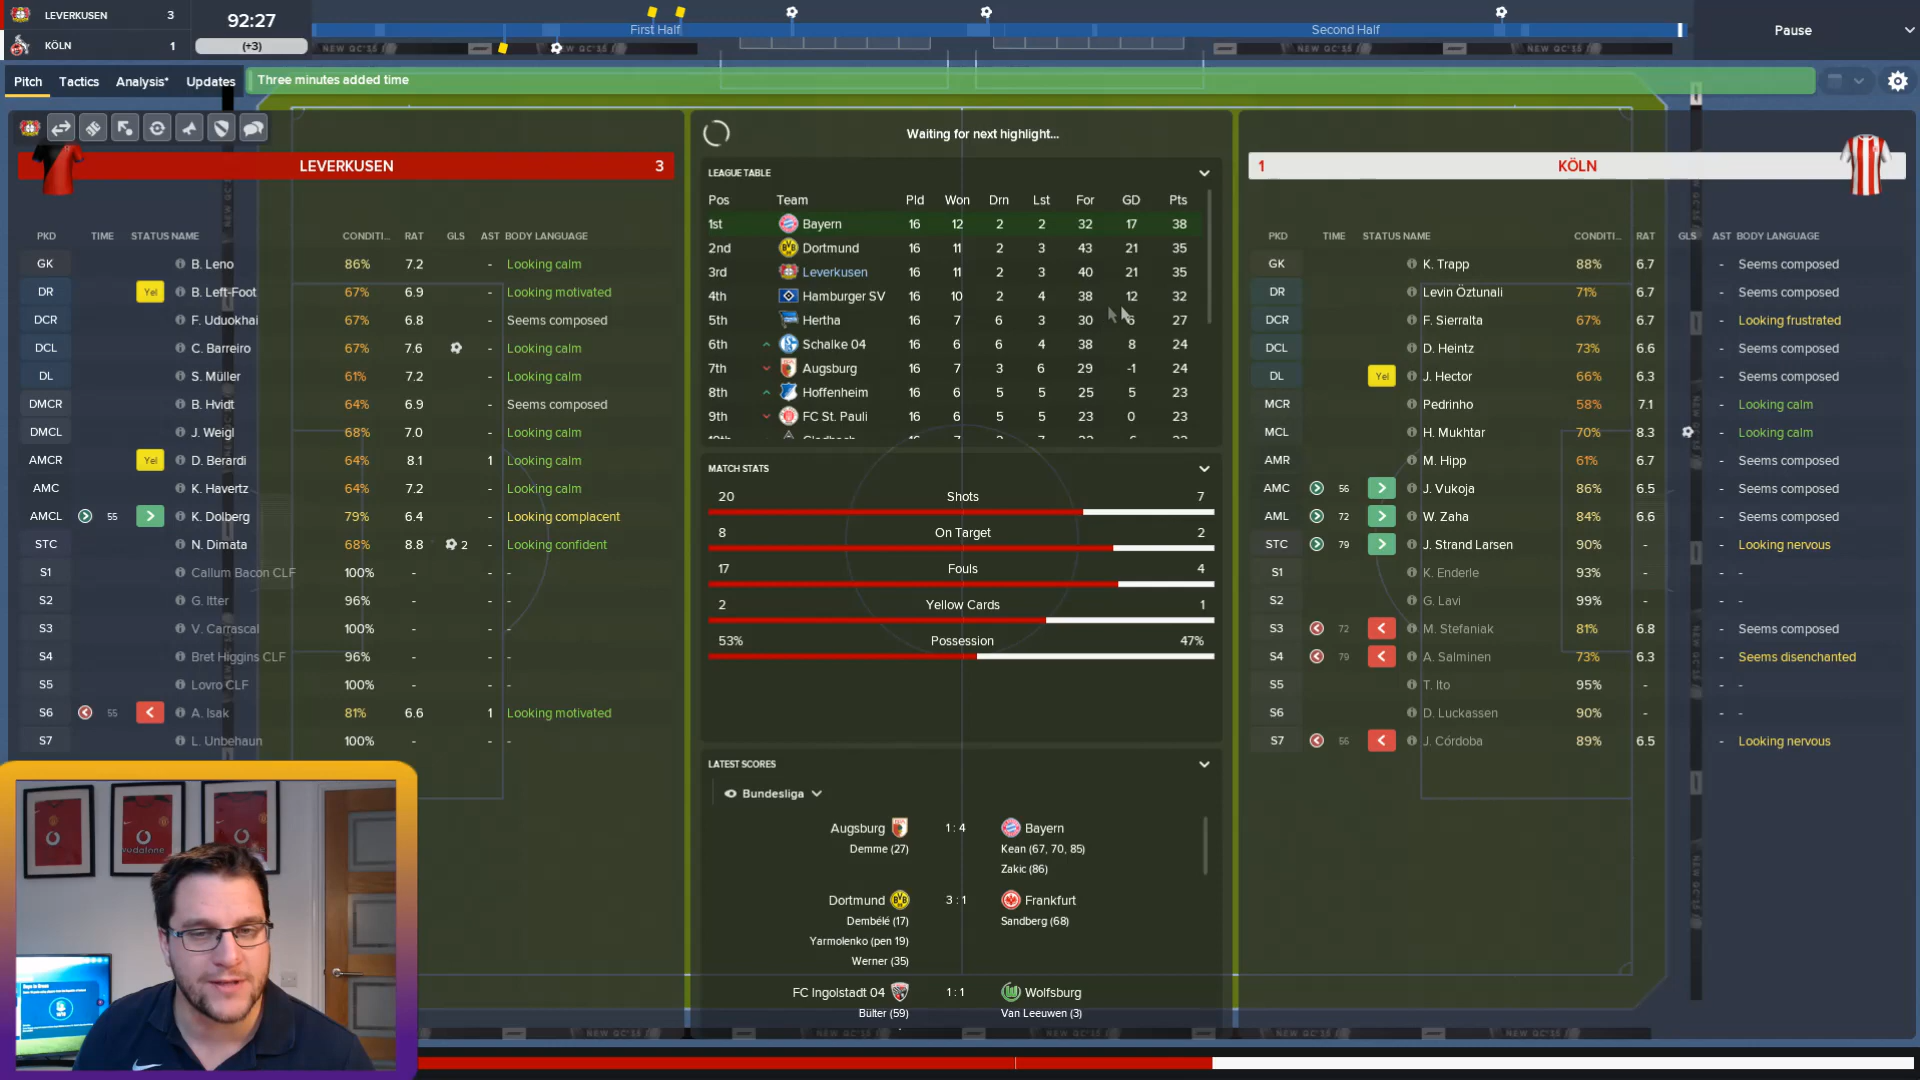 LEVERKUSEN 3
KÖLN 1
92:27
(+3)
First Half
Second Half
Pause
NEW QC'15
NEW QC'15
NEW QC'15
NEW QC'15
Pitch Tactics Analysis* Updates
Three minutes added time
LEVERKUSEN 3
PKD TIME STATUS NAME CONDITI... RAT GLS AST BODY LANGUAGE
GK B. Leno 86% 7.2 - Looking calm
DR Yel B. Left-Foot 67% 6.9 - Looking motivated
DCR F. Uduokhai 67% 6.8 - Seems composed
DCL C. Barreiro 67% 7.6 - Looking calm
DL S. Müller 61% 7.2 - Looking calm
DMCR B. Hvidt 64% 6.9 - Seems composed
DMCL J. Weigl 68% 7.0 - Looking calm
AMCR Yel D. Berardi 64% 8.1 1 Looking calm
AMC K. Havertz 64% 7.2 - Looking calm
AMCL 55 K. Dolberg 79% 6.4 - Looking complacent
STC N. Dimata 68% 8.8 2 - Looking confident
S1 Callum Bacon CLF 100% - - -
S2 G. Itter 96% - - -
S3 V. Carrascal 100% - - -
S4 Bret Higgins CLF 96% - - -
S5 Lovro CLF 100% - - -
S6 55 A. Isak 81% 6.6 1 Looking motivated
S7 L. Unbehaun 100% - - -
Waiting for next highlight...
LEAGUE TABLE
Pos Team Pld Won Drn Lst For GD Pts
1st Bayern 16 12 2 2 32 17 38
2nd Dortmund 16 11 2 3 43 21 35
3rd Leverkusen 16 11 2 3 40 21 35
4th Hamburger SV 16 10 2 4 38 12 32
5th Hertha 16 7 6 3 30 6 27
6th Schalke 04 16 6 6 4 38 8 24
7th Augsburg 16 7 3 6 29 -1 24
8th Hoffenheim 16 6 5 5 25 5 23
9th FC St. Pauli 16 6 5 5 23 0 23
MATCH STATS
20 Shots 7
8 On Target 2
17 Fouls 4
2 Yellow Cards 1
53% Possession 47%
LATEST SCORES
Bundesliga
Augsburg 1 : 4 Bayern
Demme (27) Kean (67, 70, 85)
Zakic (86)
Dortmund 3 : 1 Frankfurt
Dembélé (17) Sandberg (68)
Yarmolenko (pen 19)
Werner (35)
FC Ingolstadt 04 1 : 1 Wolfsburg
Bülter (59) Van Leeuwen (3)
1 KÖLN
PKD TIME STATUS NAME CONDITI... RAT GLS AST BODY LANGUAGE
GK K. Trapp 88% 6.7 - Seems composed
DR Levin Öztunali 71% 6.7 - Seems composed
DCR F. Sierralta 67% 6.7 - Looking frustrated
DCL D. Heintz 73% 6.6 - Seems composed
DL Yel J. Hector 66% 6.3 - Seems composed
MCR Pedrinho 58% 7.1 - Looking calm
MCL H. Mukhtar 70% 8.3 - Looking calm
AMR M. Hipp 61% 6.7 - Seems composed
AMC 56 J. Vukoja 86% 6.5 - Seems composed
AML 72 W. Zaha 84% 6.6 - Seems composed
STC 79 J. Strand Larsen 90% - - Looking nervous
S1 K. Enderle 93% - - -
S2 G. Lavi 99% - - -
S3 72 M. Stefaniak 81% 6.8 - Seems composed
S4 79 A. Salminen 73% 6.3 - Seems disenchanted
S5 T. Ito 95% - - -
S6 D. Luckassen 90% - - -
S7 56 J. Córdoba 89% 6.5 - Looking nervous
vodafone